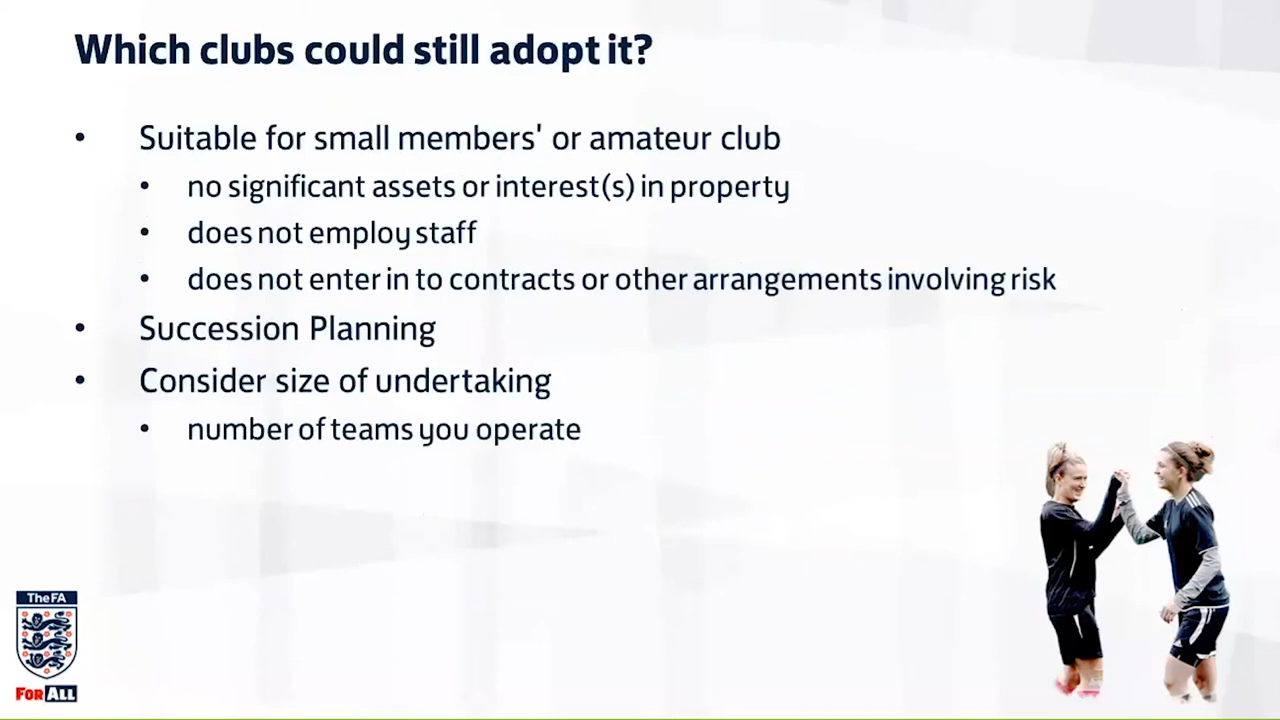 Which clubs could still adopt it?
• Suitable for small members' or amateur club
• no significant assets or interest(s) in property
• does not employ staff
• does not enter in to contracts or other arrangements involving risk
• Succession Planning
• Consider size of undertaking
• number of teams you operate
The FA
FOR ALL